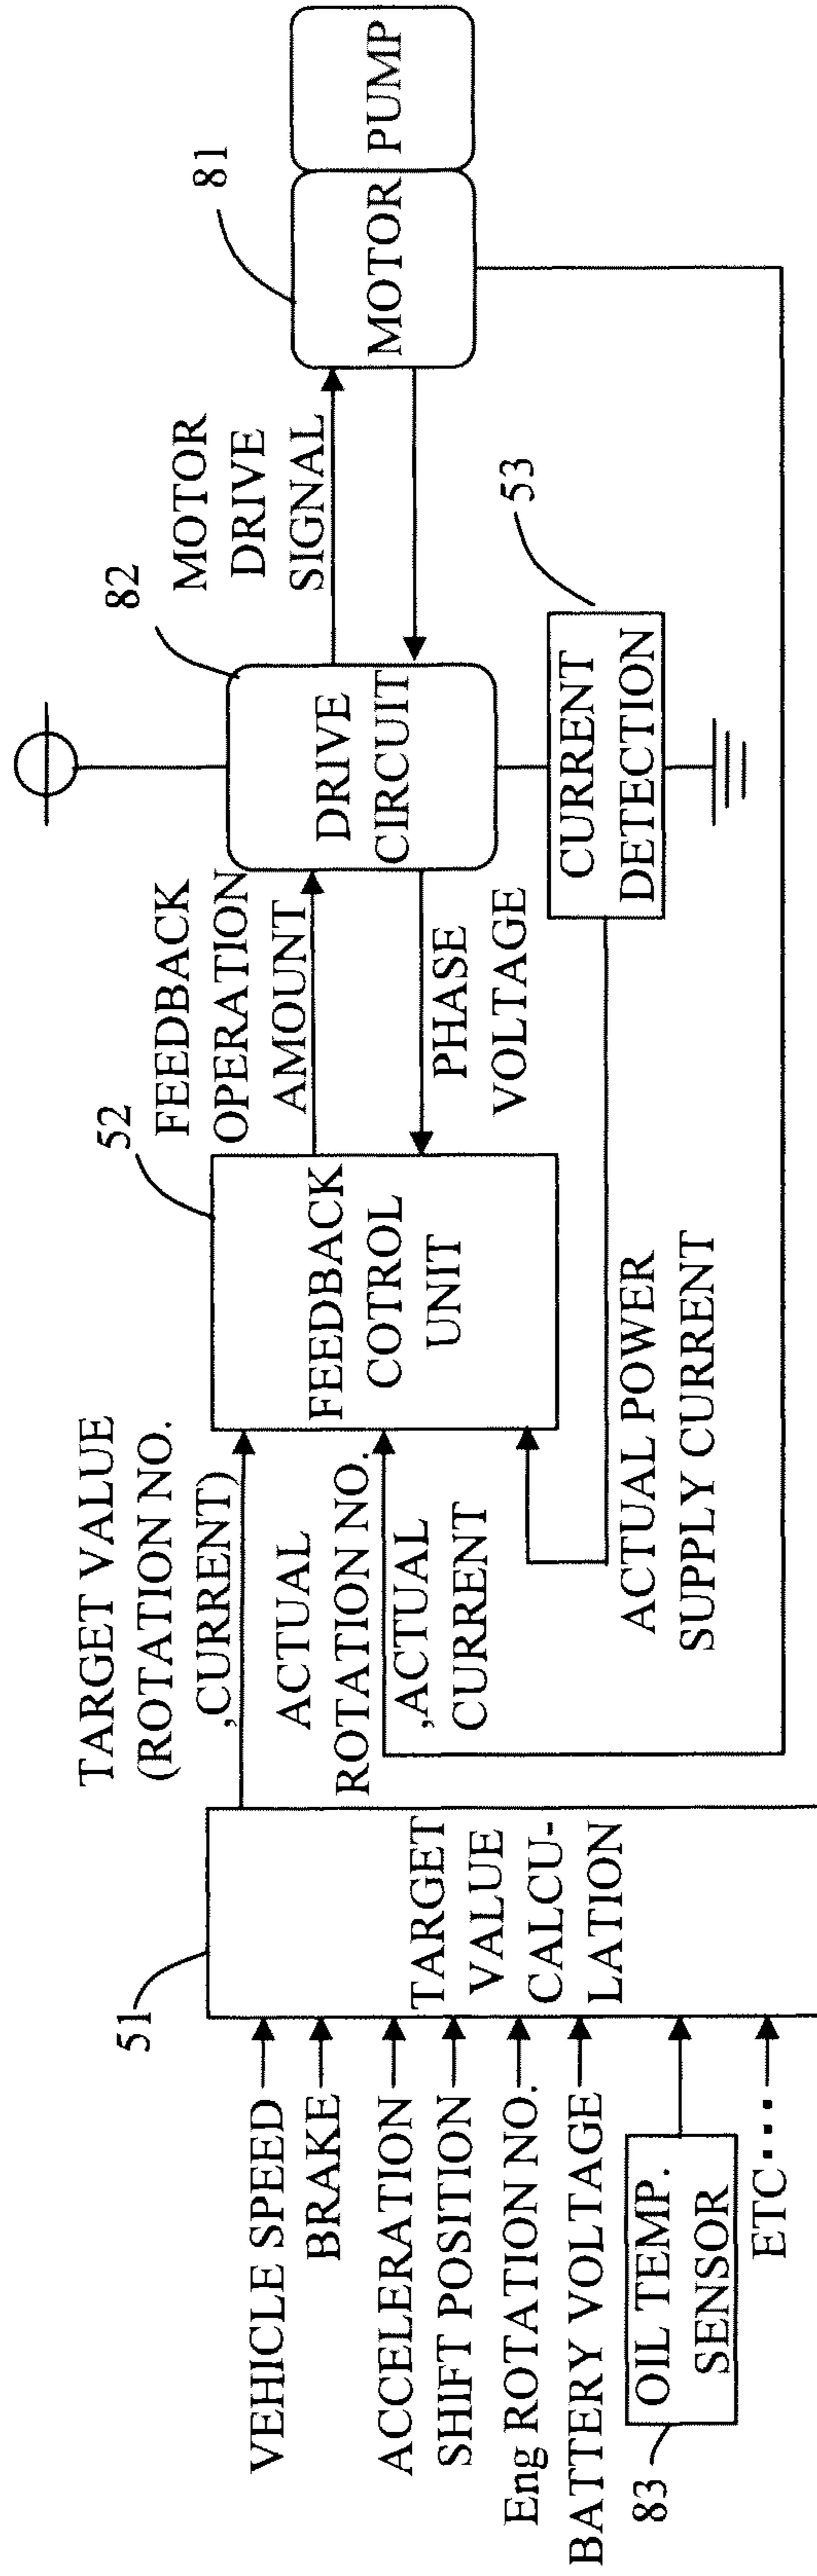 VEHICLE SPEED
BRAKE
ACCELERATION
SHIFT POSITION
Eng ROTATION NO.
BATTERY VOLTAGE
OIL TEMP.
SENSOR
83
ETC ····
51
TARGET
VALUE
CALCU-
LATION
TARGET VALUE
(ROTATION NO.
,CURRENT)
ACTUAL
ROTATION NO.
,ACTUAL
CURRENT
ACTUAL POWER
SUPPLY CURRENT
52
FEEDBACK
COTROL
UNIT
FEEDBACK
OPERATION
AMOUNT
PHASE
VOLTAGE
82
DRIVE
CIRCUIT
CURRENT
DETECTION
53
MOTOR
DRIVE
SIGNAL
81
MOTOR
PUMP